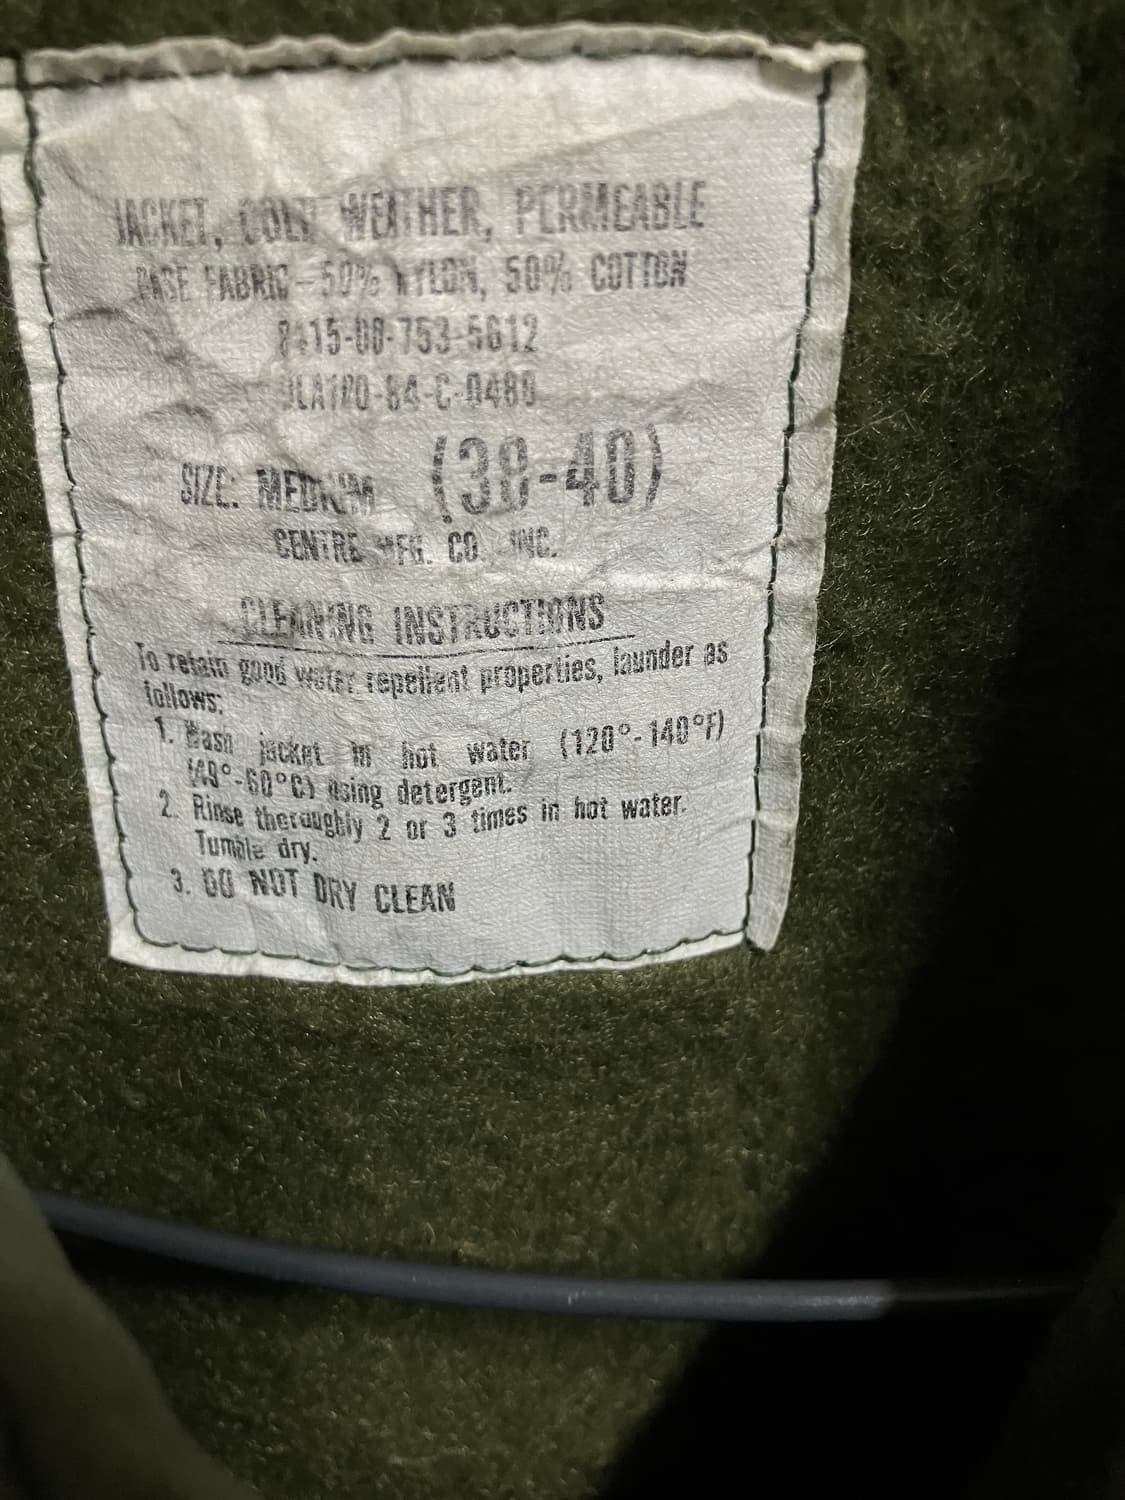 JACKET, COLD WEATHER, PERMEABLE
BASE FABRIC - 50% NYLON, 50% COTTON
8415-00-753-5612
DLA100-84-C-0480
SIZE: MEDIUM (38-40)
CENTRE MFG. CO. INC.
CLEANING INSTRUCTIONS
To retain good water repellent properties, launder as
follows:
1. Wash jacket in hot water (120°-140°F)
(49°-60°C) using detergent.
2. Rinse thoroughly 2 or 3 times in hot water.
Tumble dry.
3. DO NOT DRY CLEAN